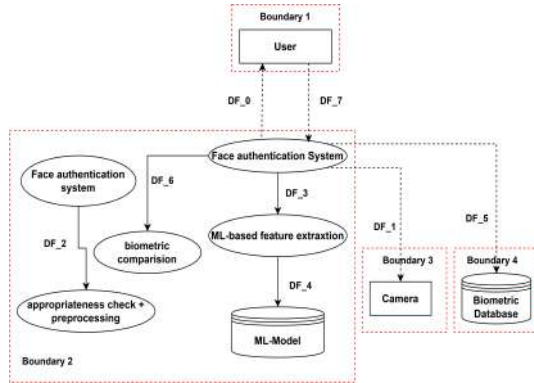 Boundary 1
User
DF_0
DF_7
Face authentication System
Face authentication
system
DF_6
DF_3
DF_1
DF_5
DF_2
biometric
comparision
ML-based feature extraxtion
appropriateness check +
preprocessing
DF_4
ML-Model
Boundary 2
Boundary 3
Camera
Boundary 4
Biometric
Database